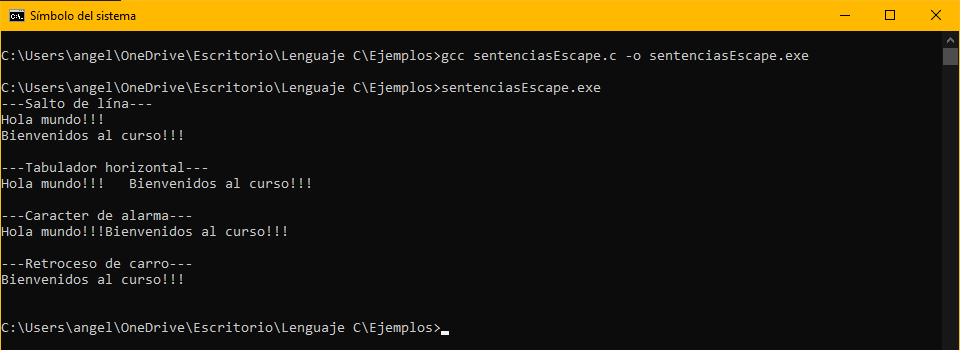 Símbolo del sistema
C:\Users\angel\OneDrive\Escritorio\Lenguaje C\Ejemplos>gcc sentenciasEscape.c -o sentenciasEscape.exe
C:\Users\angel\OneDrive\Escritorio\Lenguaje C\Ejemplos>sentenciasEscape.exe
---Salto de lína---
Hola mundo!!!
Bienvenidos al curso!!!
---Tabulador horizontal---
Hola mundo!!!   Bienvenidos al curso!!!
---Caracter de alarma---
Hola mundo!!!Bienvenidos al curso!!!
---Retroceso de carro---
Bienvenidos al curso!!!
C:\Users\angel\OneDrive\Escritorio\Lenguaje C\Ejemplos>